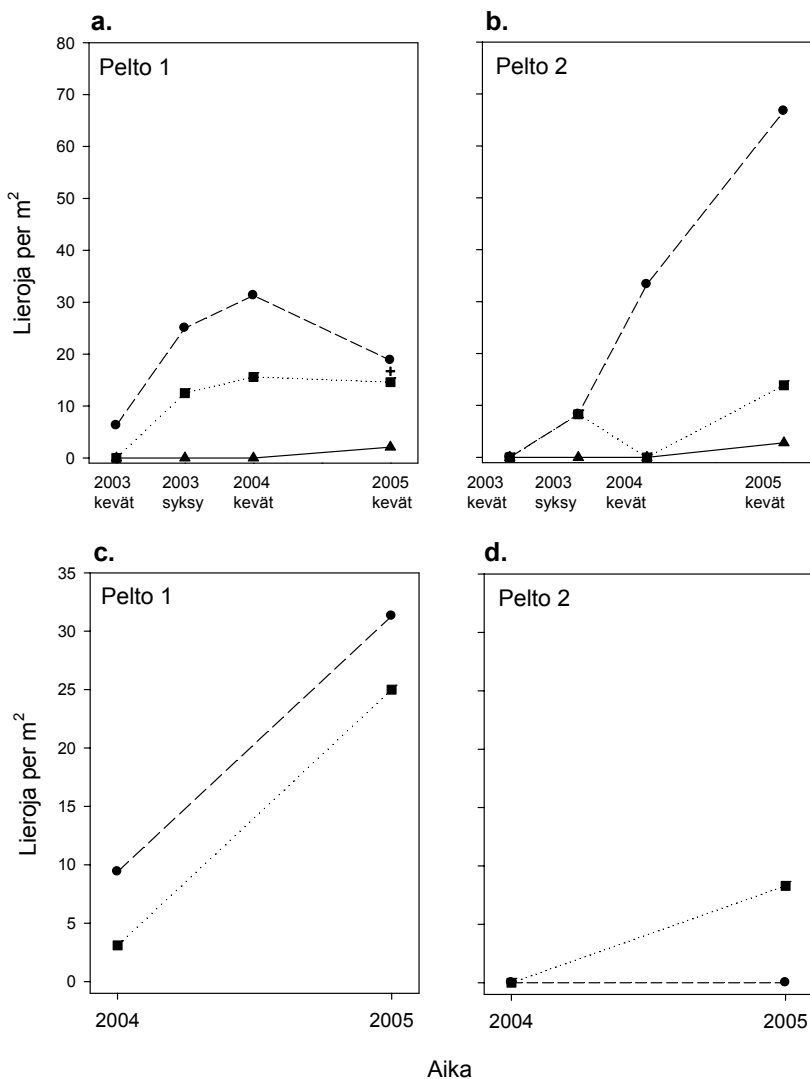 a.
Pelto 1
80
70
60
50
40
30
20
10
0
Lieroja per m²
2003 kevät
2003 syksy
2004 kevät
2005 kevät
b.
Pelto 2
2003 kevät
2003 syksy
2004 kevät
2005 kevät
c.
Pelto 1
35
30
25
20
15
10
5
0
Lieroja per m²
2004
2005
d.
Pelto 2
2004
2005
Aika